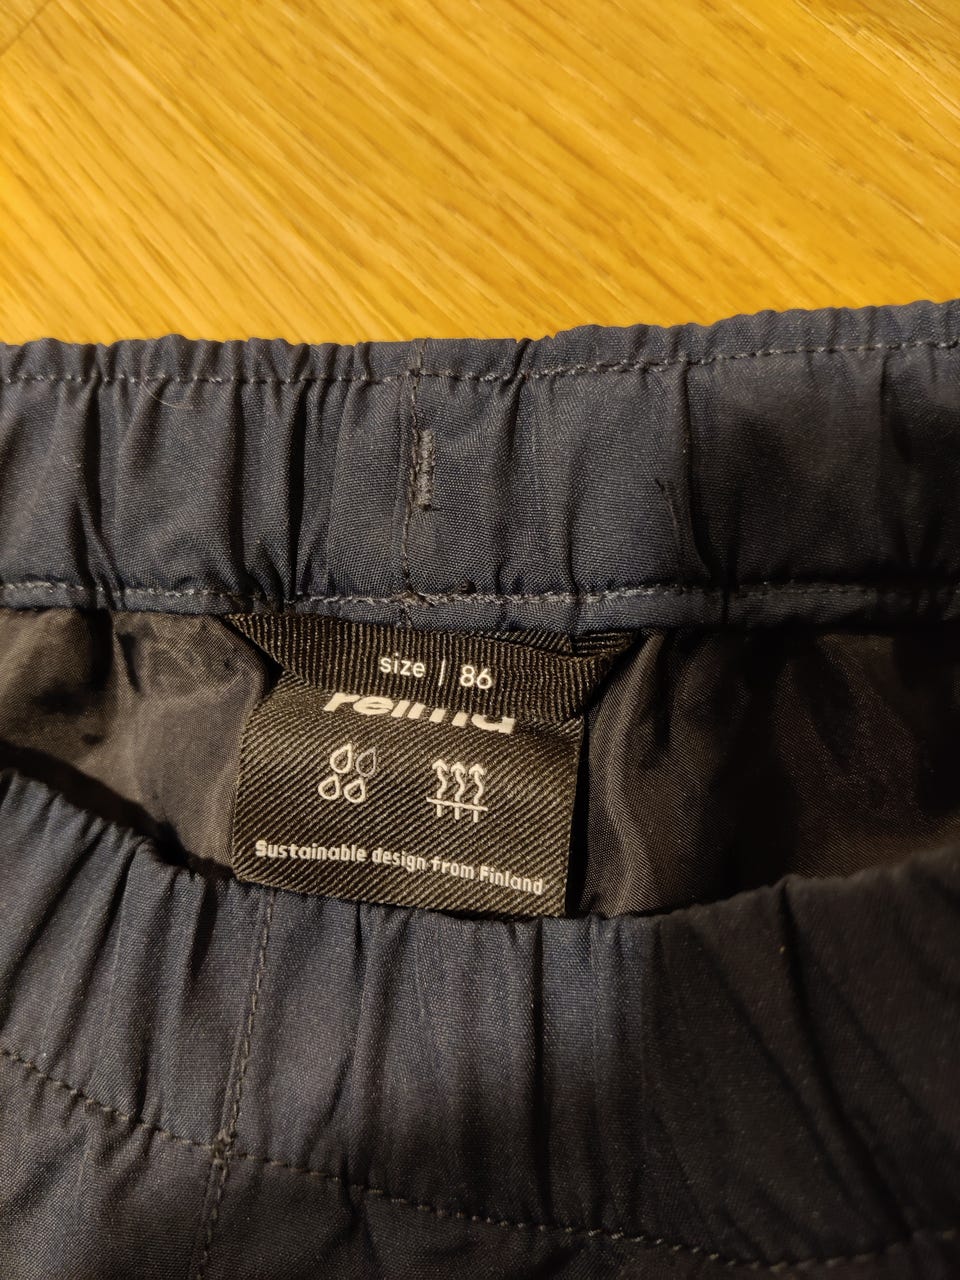 size | 86
reima
Sustainable design from Finland